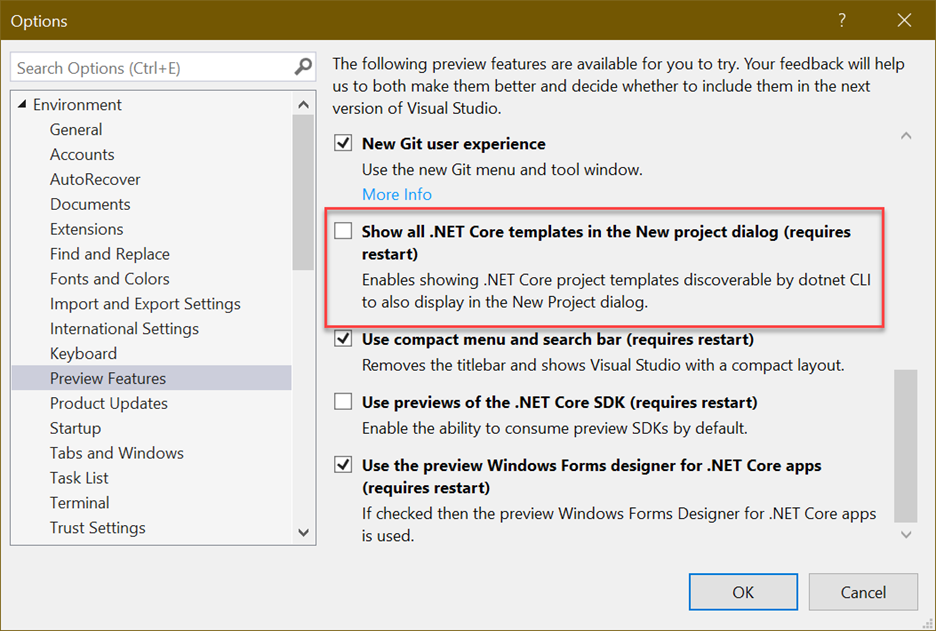 Options
?
Search Options (Ctrl+E)
Environment
General
Accounts
AutoRecover
Documents
Extensions
Find and Replace
Fonts and Colors
Import and Export Settings
International Settings
Keyboard
Preview Features
Product Updates
Startup
Tabs and Windows
Task List
Terminal
Trust Settings
The following preview features are available for you to try. Your feedback will help
us to both make them better and decide whether to include them in the next
version of Visual Studio.
New Git user experience
Use the new Git menu and tool window.
More Info
Show all .NET Core templates in the New project dialog (requires
restart)
Enables showing .NET Core project templates discoverable by dotnet CLI
to also display in the New Project dialog.
Use compact menu and search bar (requires restart)
Removes the titlebar and shows Visual Studio with a compact layout.
Use previews of the .NET Core SDK (requires restart)
Enable the ability to consume preview SDKs by default.
Use the preview Windows Forms designer for .NET Core apps
(requires restart)
If checked then the preview Windows Forms Designer for .NET Core apps
is used.
OK
Cancel